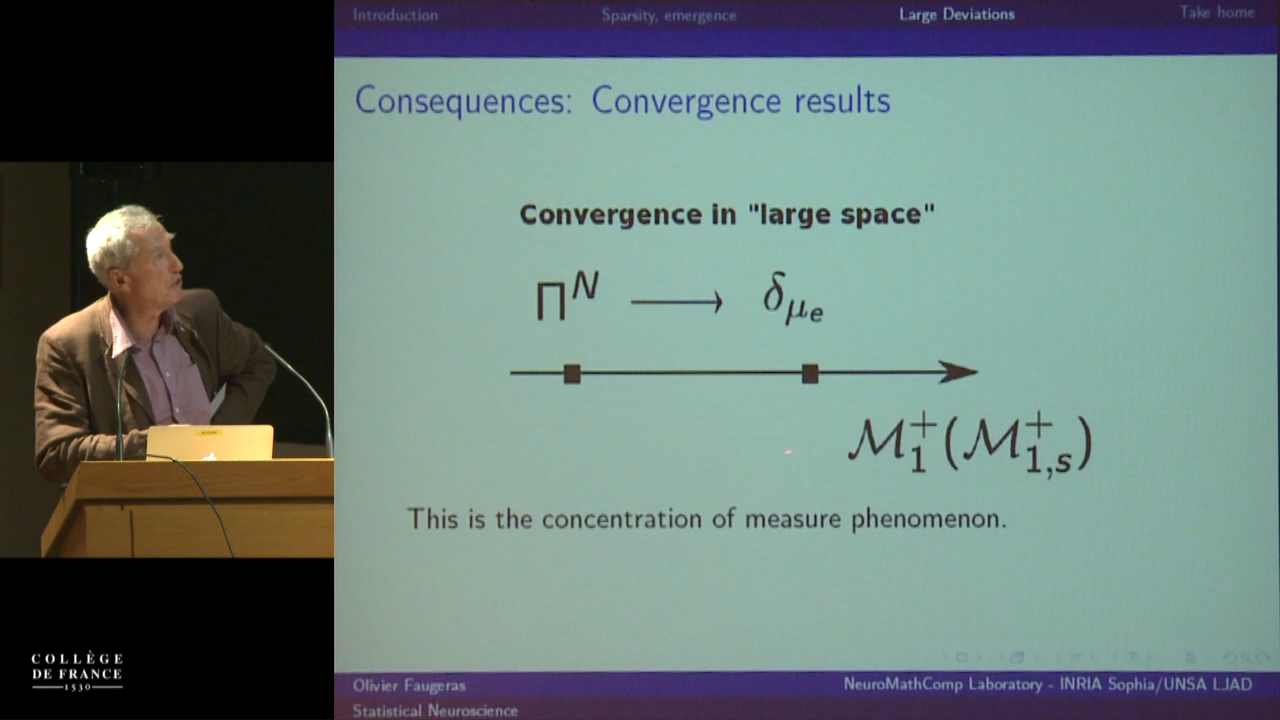 Introduction
Sparsity, emergence
Large Deviations
Take home
Consequences: Convergence results
Convergence in "large space"
Π^N ⟶ δ_{μ_e}
M_1^+(M_{1,s}^+)
This is the concentration of measure phenomenon.
Olivier Faugeras
NeuroMathComp Laboratory - INRIA Sophia/UNSA LJAD
Statistical Neuroscience
COLLÈGE
DE FRANCE
1530